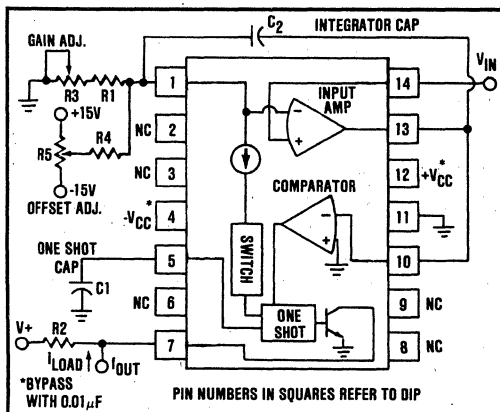 C2
INTEGRATOR CAP
GAIN ADJ.
VIN
R3
R1
1
14
INPUT
AMP
+15V
−
+
NC
2
13
R5
R4
NC
3
12
+VCC*
-15V
OFFSET ADJ.
COMPARATOR
-VCC*
4
11
ONE SHOT
CAP
5
SWITCH
−
+
10
C1
NC
6
9
NC
ONE
SHOT
V+
R2
7
8
NC
iLOAD
fOUT
*BYPASS
WITH 0.01µF
PIN NUMBERS IN SQUARES REFER TO DIP